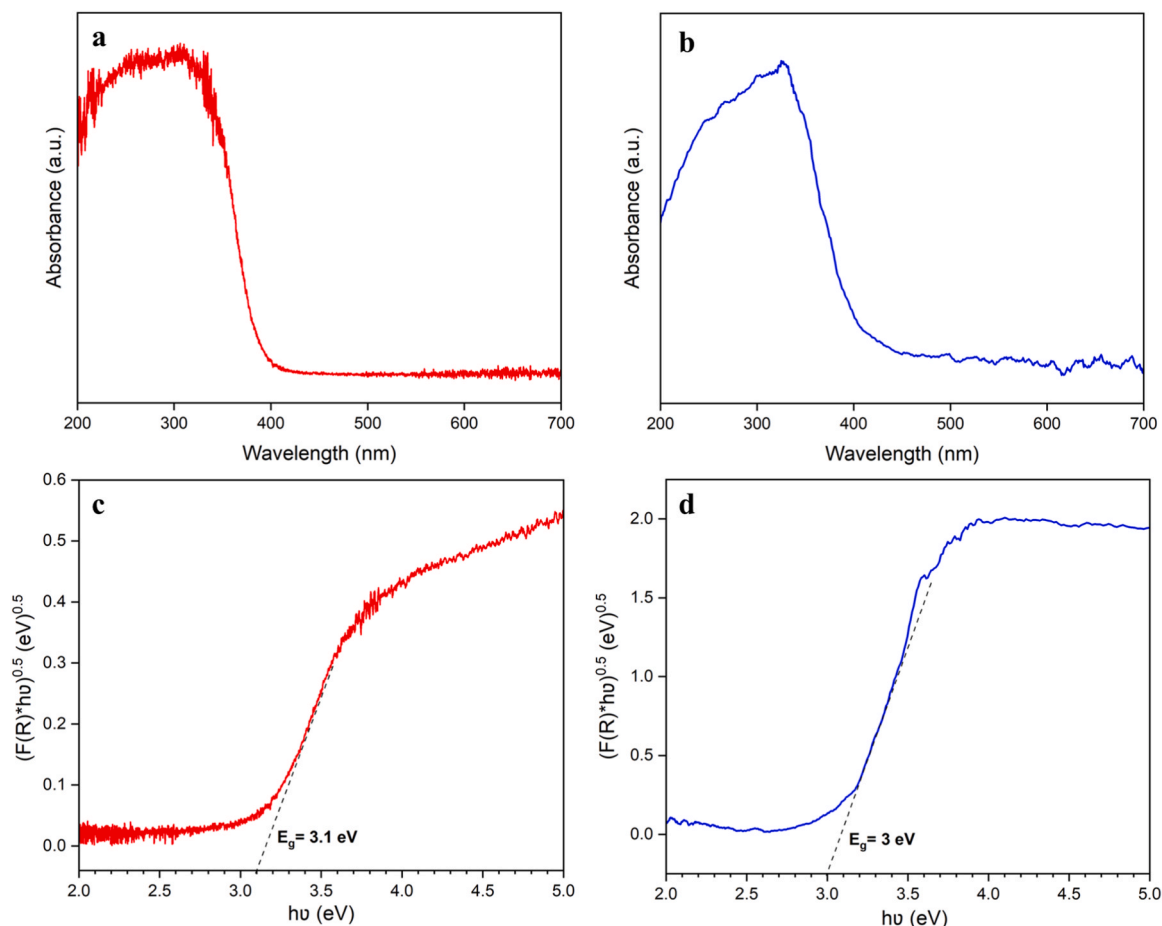 a
Absorbance (a.u.)
200 300 400 500 600 700
Wavelength (nm)
b
Absorbance (a.u.)
200 300 400 500 600 700
Wavelength (nm)
c
(F(R)*hυ)^0.5 (eV)^0.5
0.6
0.5
0.4
0.3
0.2
0.1
0.0
E_g= 3.1 eV
2.0 2.5 3.0 3.5 4.0 4.5 5.0
hυ (eV)
d
(F(R)*hυ)^0.5 (eV)^0.5
2.0
1.5
1.0
0.5
0.0
E_g= 3 eV
2.0 2.5 3.0 3.5 4.0 4.5 5.0
hυ (eV)